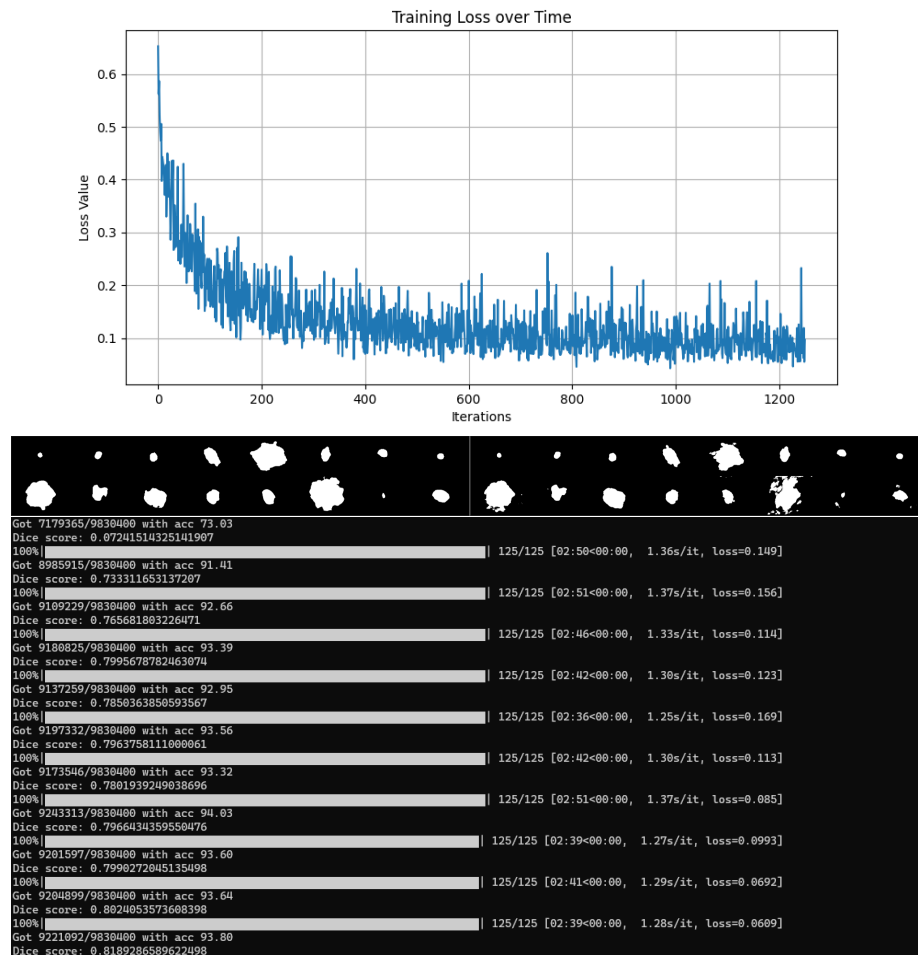 Training Loss over Time
0.6
0.5
0.4
0.3
0.2
0.1
Loss Value
0 200 400 600 800 1000 1200
Iterations
Got 7179365/9830400 with acc 73.03
Dice score: 0.07241514325141907
100%| | 125/125 [02:50<00:00, 1.36s/it, loss=0.149]
Got 8985915/9830400 with acc 91.41
Dice score: 0.733311653137207
100%| | 125/125 [02:51<00:00, 1.37s/it, loss=0.156]
Got 9109229/9830400 with acc 92.66
Dice score: 0.765681803226471
100%| | 125/125 [02:46<00:00, 1.33s/it, loss=0.114]
Got 9180825/9830400 with acc 93.39
Dice score: 0.7995678782463074
100%| | 125/125 [02:42<00:00, 1.30s/it, loss=0.123]
Got 9137259/9830400 with acc 92.95
Dice score: 0.7850363850593567
100%| | 125/125 [02:36<00:00, 1.25s/it, loss=0.169]
Got 9197332/9830400 with acc 93.56
Dice score: 0.7963758111000061
100%| | 125/125 [02:42<00:00, 1.30s/it, loss=0.113]
Got 9173546/9830400 with acc 93.32
Dice score: 0.7801939249038696
100%| | 125/125 [02:51<00:00, 1.37s/it, loss=0.085]
Got 9243313/9830400 with acc 94.03
Dice score: 0.7966434359550476
100%| | 125/125 [02:39<00:00, 1.27s/it, loss=0.0993]
Got 9201597/9830400 with acc 93.60
Dice score: 0.7990272045135498
100%| | 125/125 [02:41<00:00, 1.29s/it, loss=0.0692]
Got 9204899/9830400 with acc 93.64
Dice score: 0.8024053573608398
100%| | 125/125 [02:39<00:00, 1.28s/it, loss=0.0609]
Got 9221092/9830400 with acc 93.80
Dice score: 0.8189286589622498